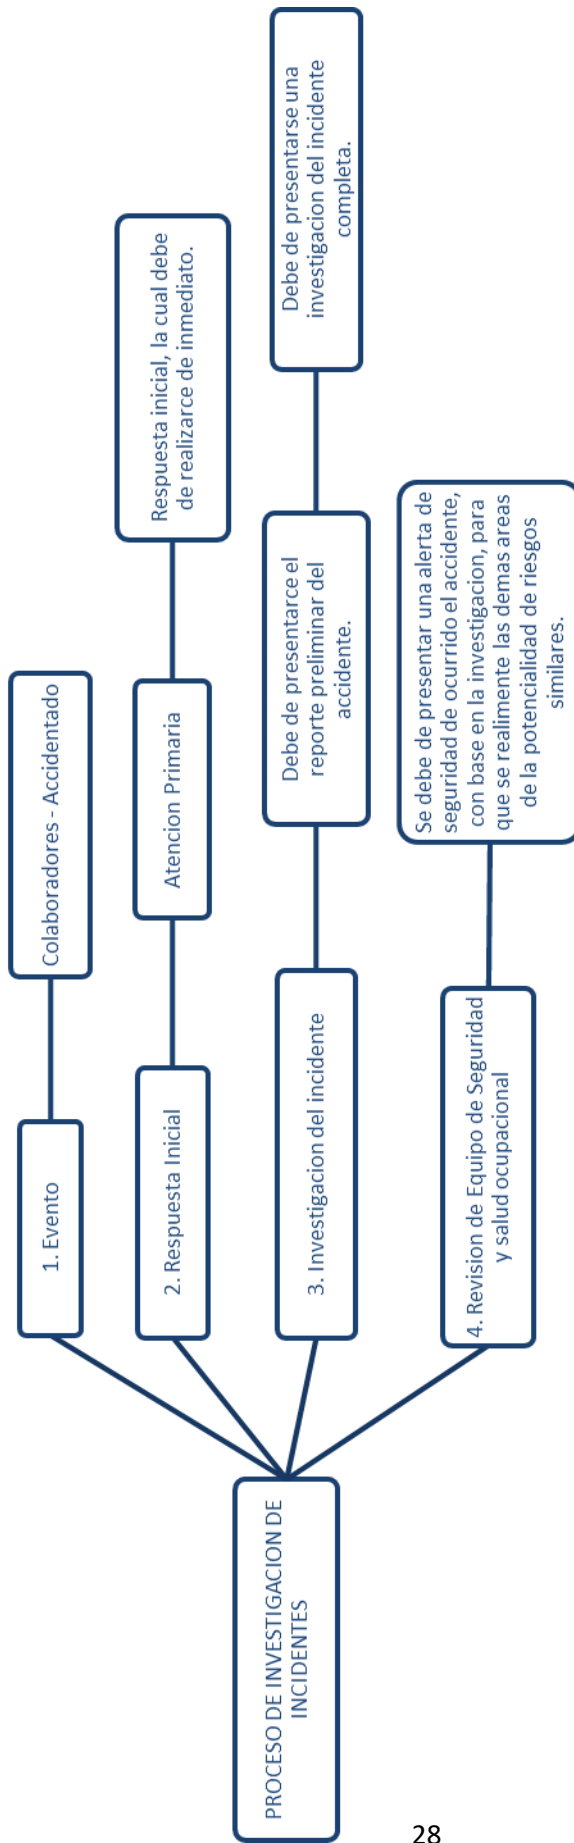 PROCESO DE INVESTIGACION DE
INCIDENTES
1. Evento
Colaboradores - Accidentado
2. Respuesta Inicial
Atencion Primaria
Respuesta inicial, la cual debe
de realizarce de inmediato.
3. Investigacion del incidente
Debe de presentarce el
reporte preliminar del
accidente.
Debe de presentarse una
investigacion del incidente
completa.
4. Revision de Equipo de Seguridad
y salud ocupacional
Se debe de presentar una alerta de
seguridad de ocurrido el accidente,
con base en la investigacion, para
que se realimente las demas areas
de la potencialidad de riesgos
similares.
28